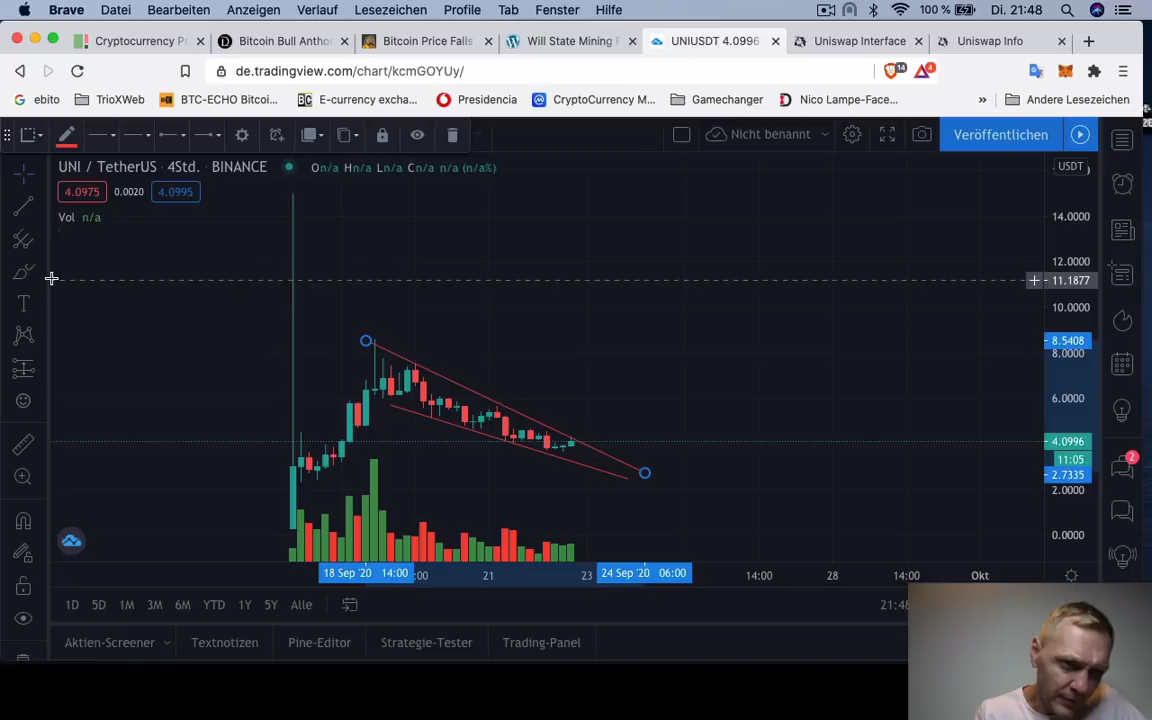 Brave Datei Bearbeiten Anzeigen Verlauf Lesezeichen Profile Tab Fenster Hilfe 100 % Di. 21:48
Cryptocurrency Pr Bitcoin Bull Antho Bitcoin Price Falls Will State Mining F UNIUSDT 4.0996 Uniswap Interface Uniswap Info
de.tradingview.com/chart/kcmGOYUy/ 14 4
ebito TrioXWeb BTC-ECHO Bitcoi... E-currency excha... Presidencia CryptoCurrency M... Gamechanger Nico Lampe-Face... » Andere Lesezeichen
Nicht benannt Veröffentlichen
UNI / TetherUS · 4Std. · BINANCE On/a Hn/a Ln/a Cn/a n/a (n/a%) USDT
4.0975 0.0020 4.0995
Vol n/a
14.0000
12.0000
11.1877
10.0000
8.5408
8.0000
6.0000
4.0996
11:05
2
2.7335
2.0000
0.0000
18 Sep '20 14:00 :00 21 23 24 Sep '20 06:00 14:00 28 14:00 Okt
1D 5D 1M 3M 6M YTD 1Y 5Y Alle 21:48
Aktien-Screener Textnotizen Pine-Editor Strategie-Tester Trading-Panel